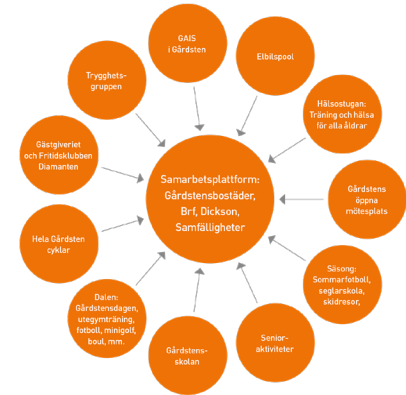 GAIS
i Gårdsten
Elbilspool
Hälsostugan:
Träning och hälsa
för alla åldrar
Gårdstens
öppna
mötesplats
Säsong:
Sommarfotboll,
seglarskola,
skidresor,
Senior-
aktiviteter
Gårdstens-
skolan
Dalen:
Gårdstensdagen,
utegymträning,
fotboll, minigolf,
boul, mm.
Hela Gårdsten
cyklar
Gästgiveriet
och Fritidsklubben
Diamanten
Trygghets-
gruppen
Samarbetsplattform:
Gårdstensbostäder,
Brf, Dickson,
Samfälligheter